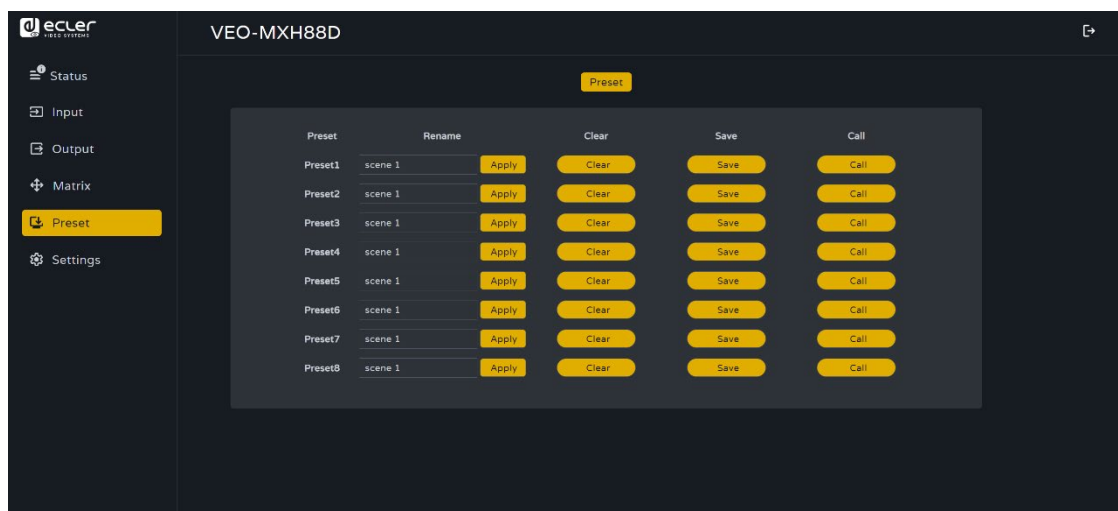 ecler
VIDEO SYSTEMS
VEO-MXH88D
Status
Input
Output
Matrix
Preset
Settings
Preset
Preset Rename Clear Save Call
Preset1 scene 1 Apply Clear Save Call
Preset2 scene 1 Apply Clear Save Call
Preset3 scene 1 Apply Clear Save Call
Preset4 scene 1 Apply Clear Save Call
Preset5 scene 1 Apply Clear Save Call
Preset6 scene 1 Apply Clear Save Call
Preset7 scene 1 Apply Clear Save Call
Preset8 scene 1 Apply Clear Save Call